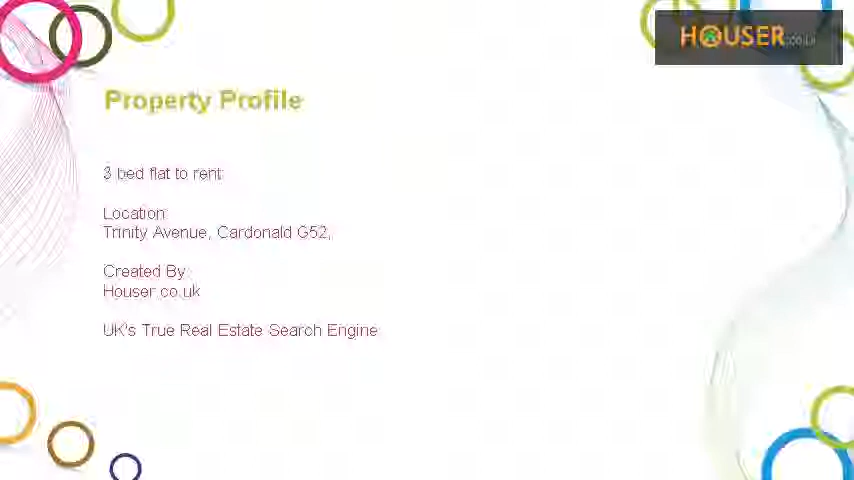 HOUSER.co.uk
Property Profile
3 bed flat to rent
Location
Trinity Avenue, Cardonald G52,
Created By:
Houser.co.uk
UK's True Real Estate Search Engine